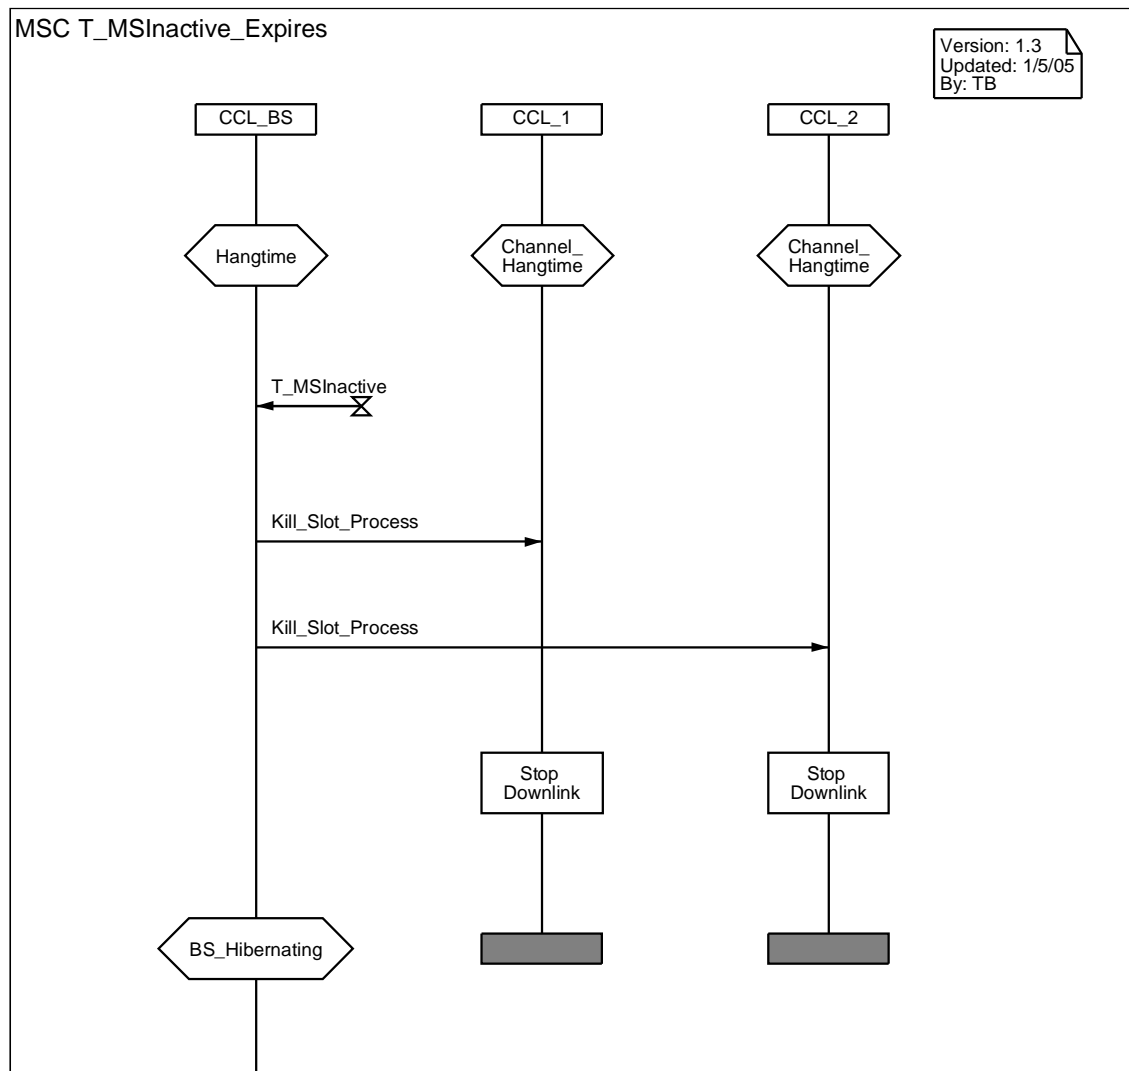 MSC T_MSInactive_Expires
Version: 1.3
Updated: 1/5/05
By: TB
CCL_BS
CCL_1
CCL_2
Hangtime
Channel_
Hangtime
Channel_
Hangtime
T_MSInactive
Kill_Slot_Process
Kill_Slot_Process
Stop
Downlink
Stop
Downlink
BS_Hibernating